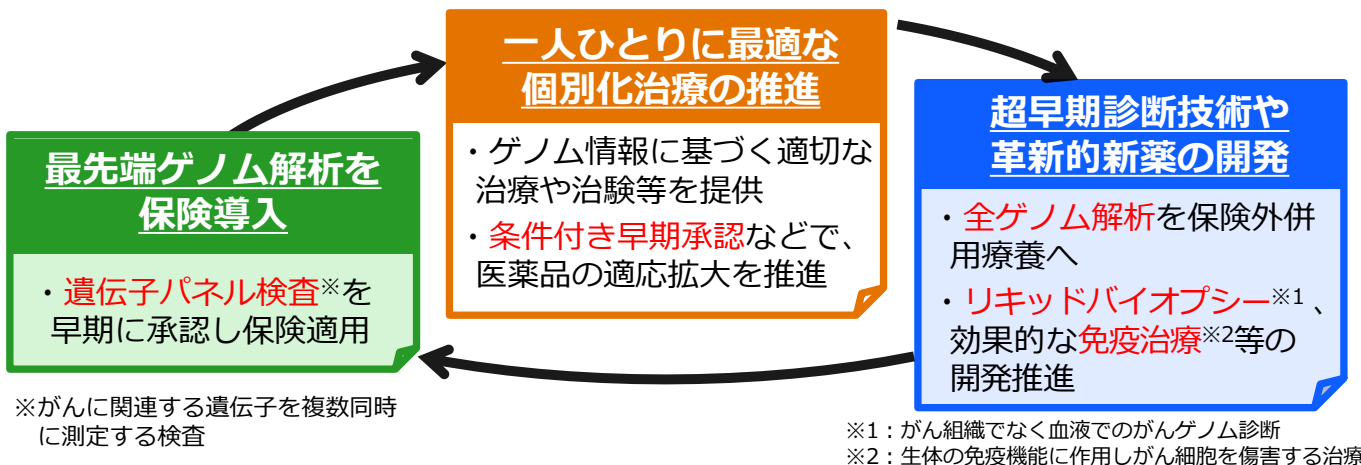 最先端ゲノム解析を
保険導入
・遺伝子パネル検査※を
早期に承認し保険適用
※がんに関連する遺伝子を複数同時
に測定する検査
一人ひとりに最適な
個別化治療の推進
・ゲノム情報に基づく適切な
治療や治験等を提供
・条件付き早期承認などで、
医薬品の適応拡大を推進
超早期診断技術や
革新的新薬の開発
・全ゲノム解析を保険外併
用療養へ
・リキッドバイオプシー※1、
効果的な免疫治療※2等の
開発推進
※1：がん組織でなく血液でのがんゲノム診断
※2：生体の免疫機能に作用しがん細胞を傷害する治療